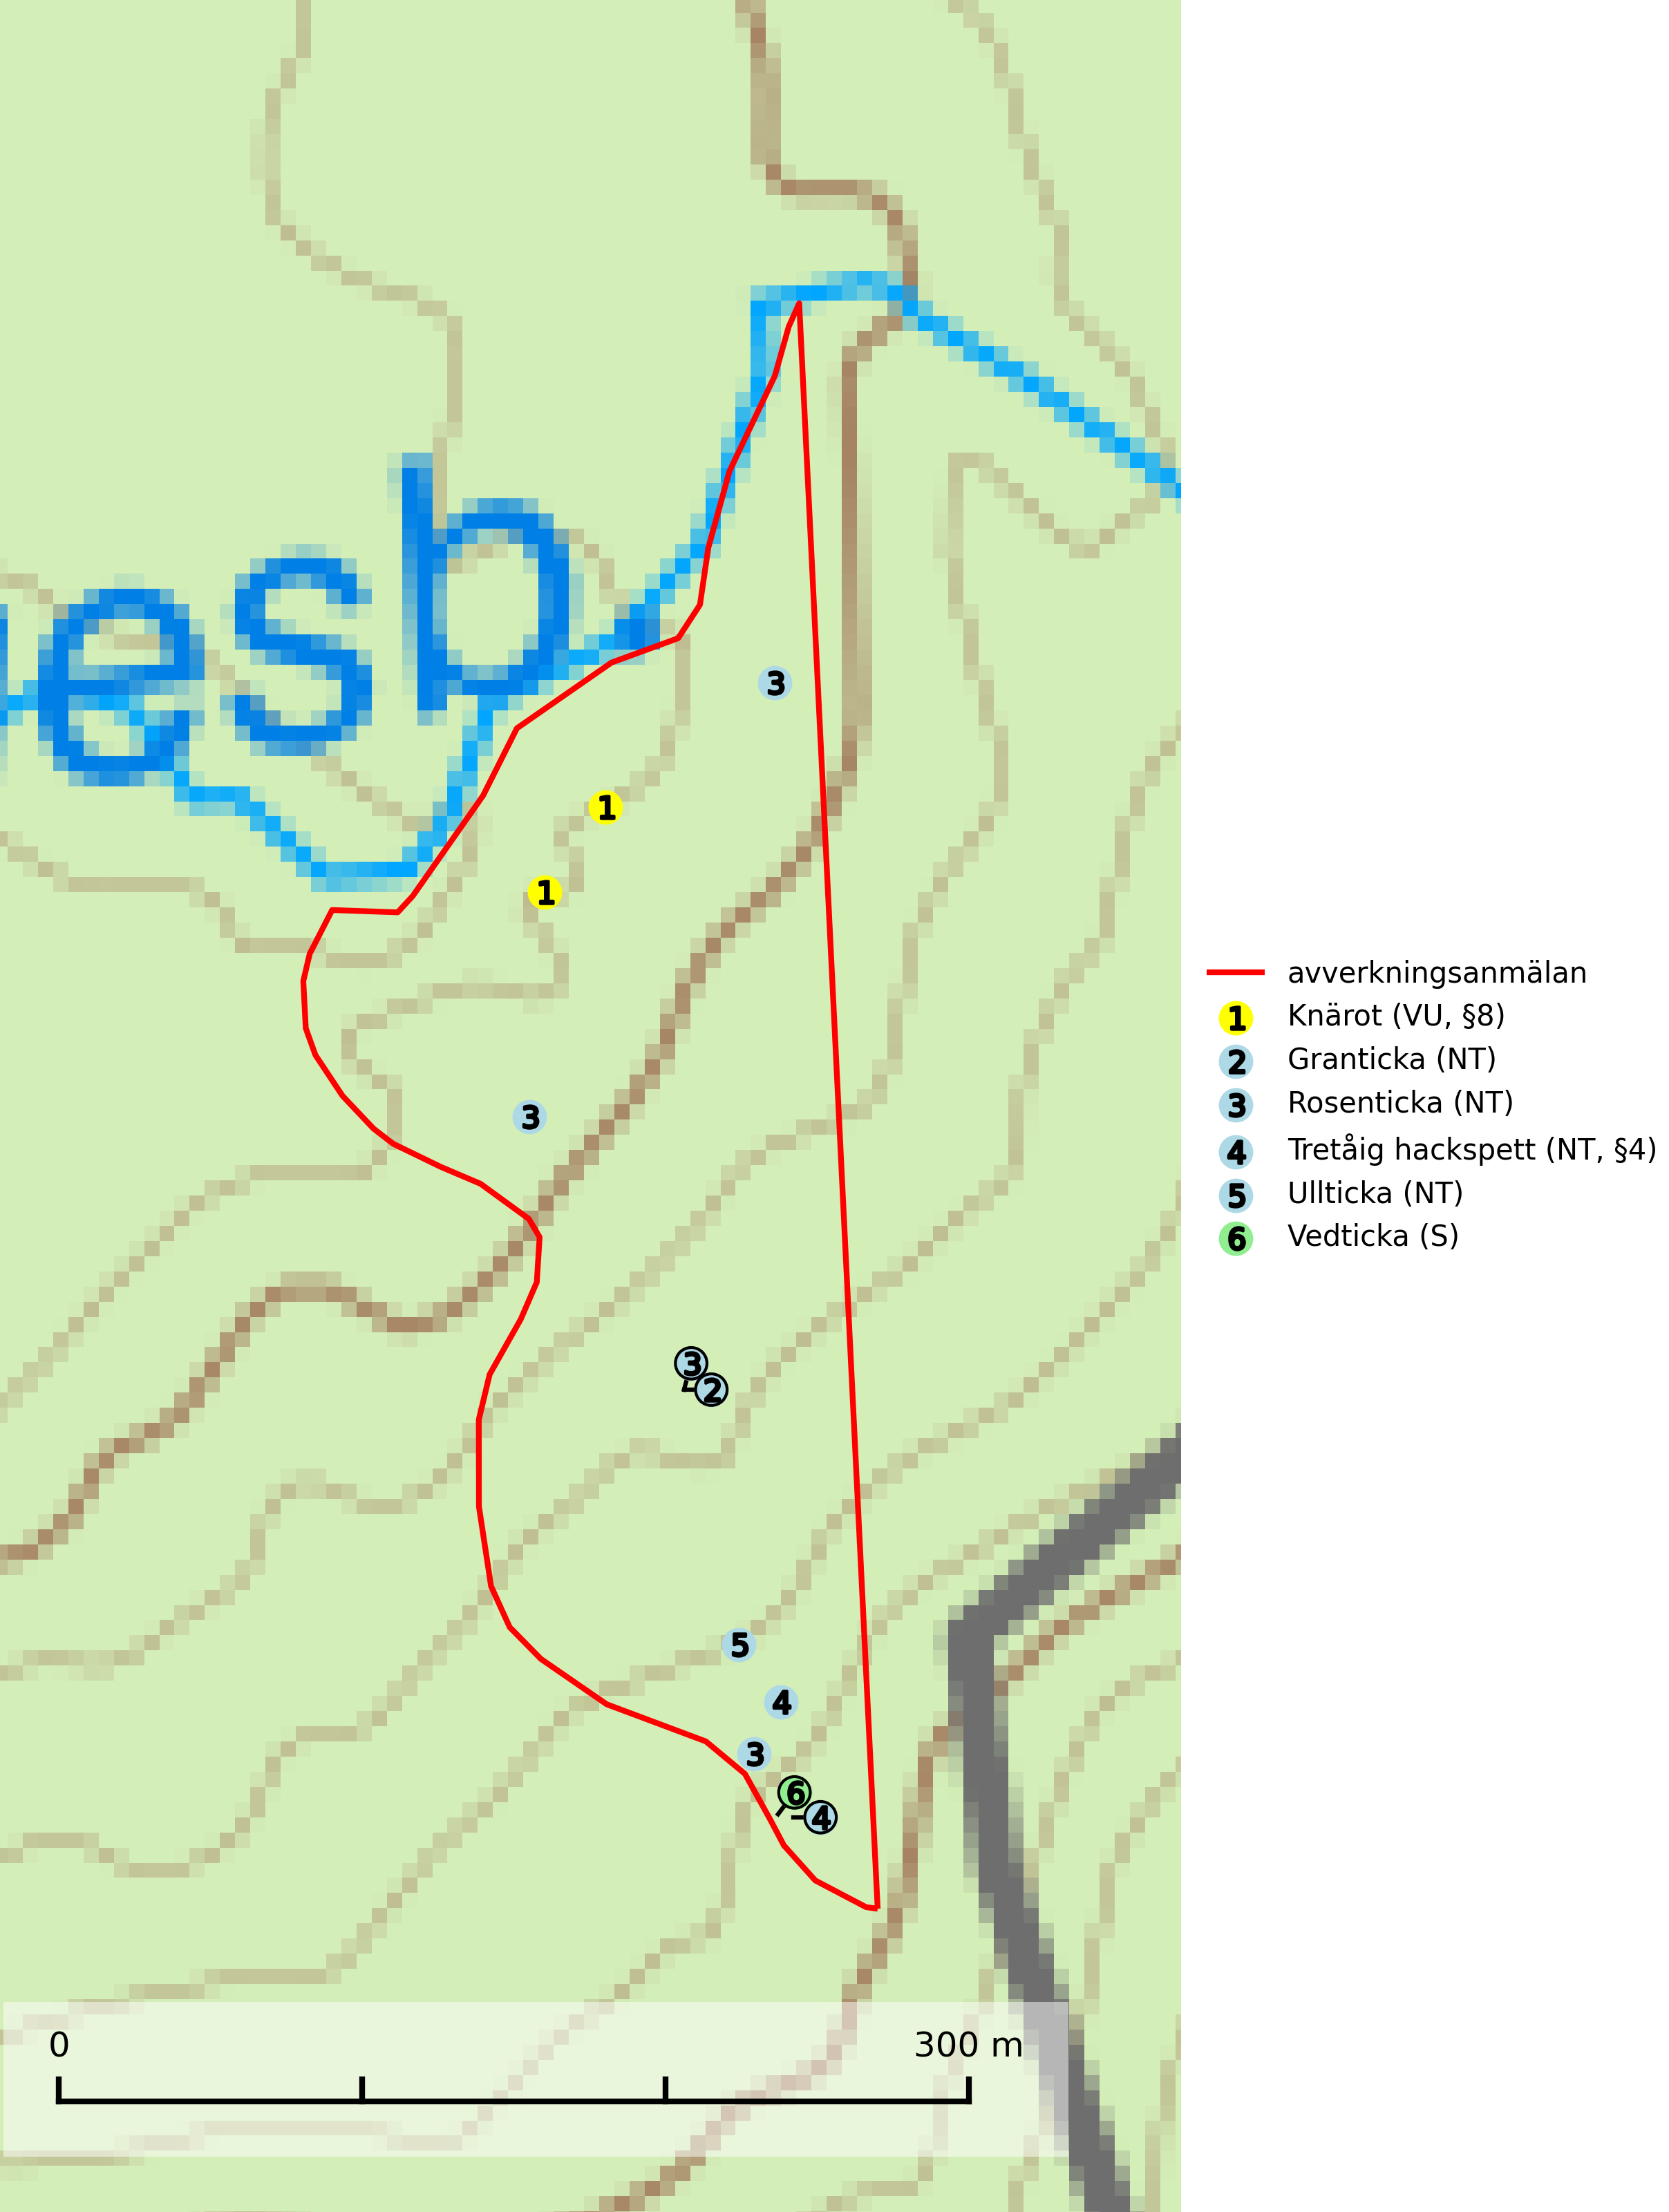 esb
3
1
1
3
3
2
5
4
3
6
4
0 300 m
avverkningsanmälan
1 Knärot (VU, §8)
2 Granticka (NT)
3 Rosenticka (NT)
4 Tretåig hackspett (NT, §4)
5 Ullticka (NT)
6 Vedticka (S)